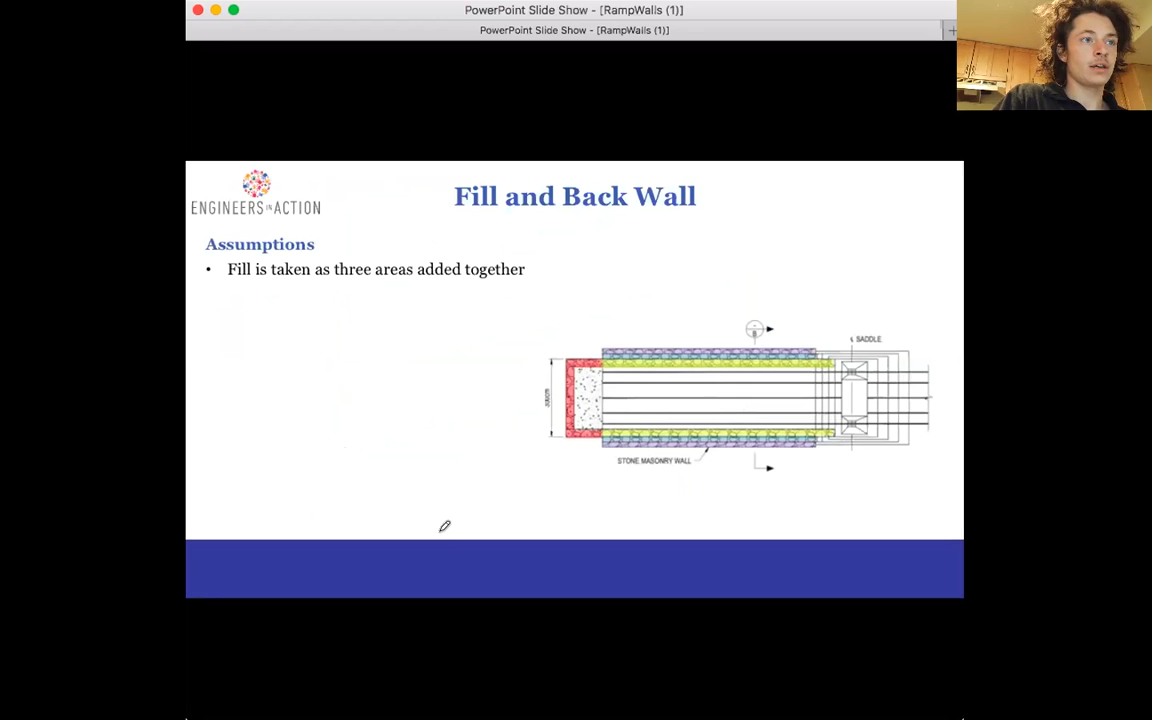 PowerPoint Slide Show - [RampWalls (1)]
PowerPoint Slide Show - [RampWalls (1)]
ENGINEERS IN ACTION
Fill and Back Wall
Assumptions
• Fill is taken as three areas added together
SADDLE
STONE MASONRY WALL